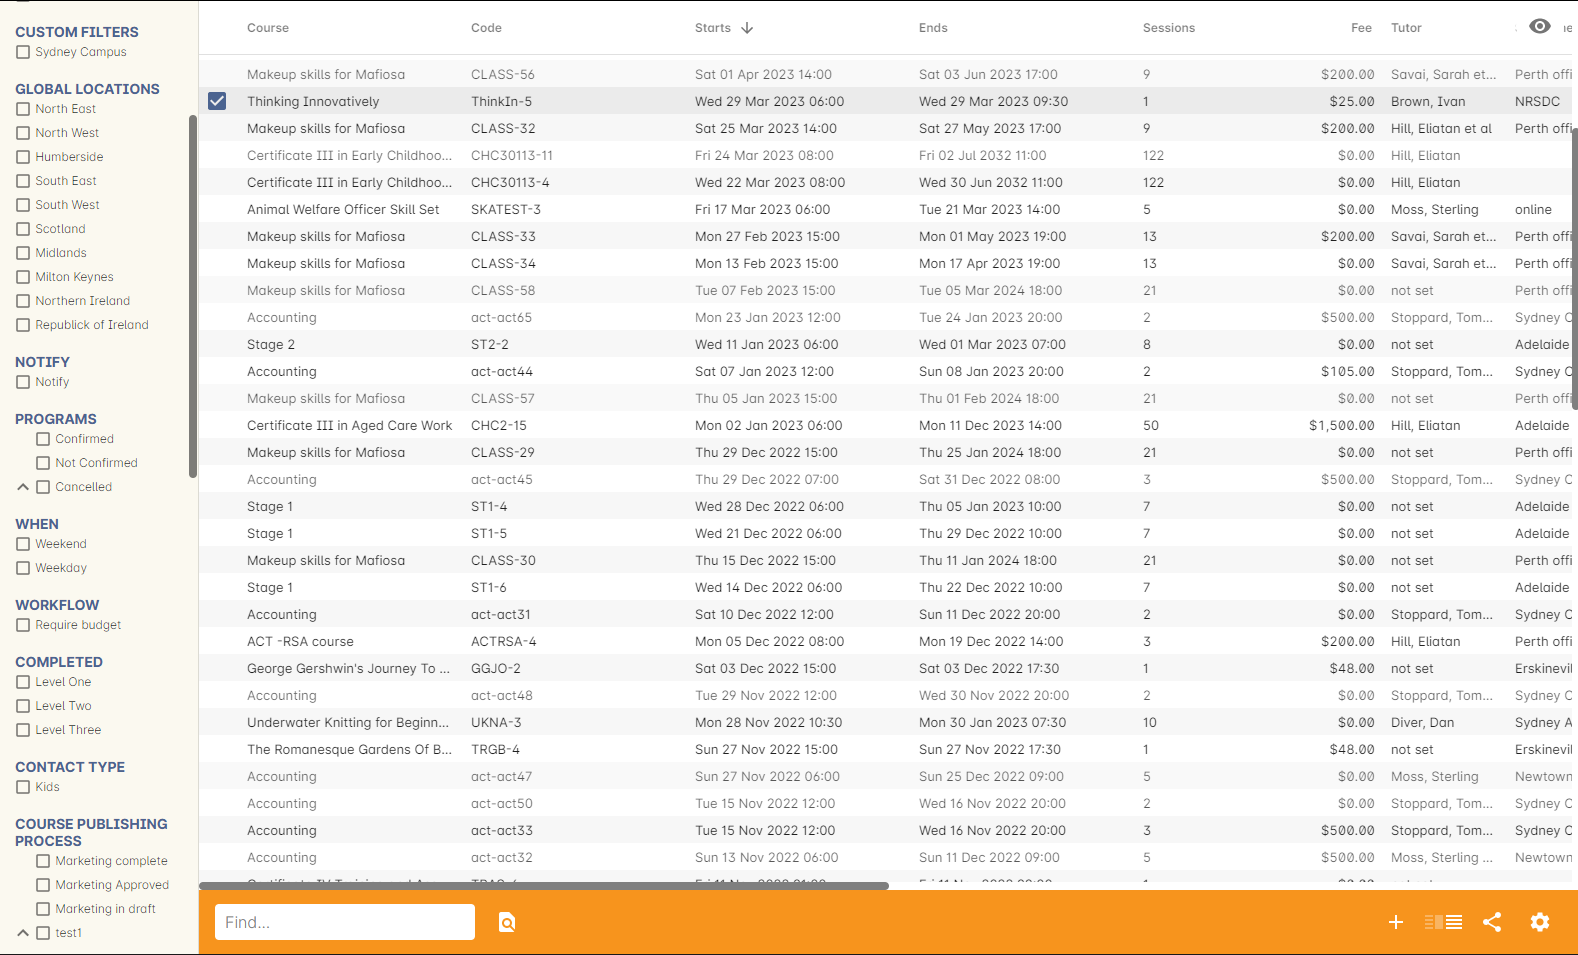 CUSTOM FILTERS
Sydney Campus
GLOBAL LOCATIONS
North East
North West
Humberside
South East
South West
Scotland
Midlands
Milton Keynes
Northern Ireland
Republick of Ireland
NOTIFY
Notify
PROGRAMS
Confirmed
Not Confirmed
Cancelled
WHEN
Weekend
Weekday
WORKFLOW
Require budget
COMPLETED
Level One
Level Two
Level Three
CONTACT TYPE
Kids
COURSE PUBLISHING
PROCESS
Marketing complete
Marketing Approved
Marketing in draft
test1
Course Code Starts Ends Sessions Fee Tutor
Makeup skills for Mafiosa CLASS-56 Sat 01 Apr 2023 14:00 Sat 03 Jun 2023 17:00 9 $200.00 Savai, Sarah et... Perth offi
Thinking Innovatively ThinkIn-5 Wed 29 Mar 2023 06:00 Wed 29 Mar 2023 09:30 1 $25.00 Brown, Ivan NRSDC
Makeup skills for Mafiosa CLASS-32 Sat 25 Mar 2023 14:00 Sat 27 May 2023 17:00 9 $200.00 Hill, Eliatan et al Perth offi
Certificate III in Early Childhoo... CHC30113-11 Fri 24 Mar 2023 08:00 Fri 02 Jul 2032 11:00 122 $0.00 Hill, Eliatan
Certificate III in Early Childhoo... CHC30113-4 Wed 22 Mar 2023 08:00 Wed 30 Jun 2032 11:00 122 $0.00 Hill, Eliatan
Animal Welfare Officer Skill Set SKATEST-3 Fri 17 Mar 2023 06:00 Tue 21 Mar 2023 14:00 5 $0.00 Moss, Sterling online
Makeup skills for Mafiosa CLASS-33 Mon 27 Feb 2023 15:00 Mon 01 May 2023 19:00 13 $200.00 Savai, Sarah et... Perth offi
Makeup skills for Mafiosa CLASS-34 Mon 13 Feb 2023 15:00 Mon 17 Apr 2023 19:00 13 $0.00 Savai, Sarah et... Perth offi
Makeup skills for Mafiosa CLASS-58 Tue 07 Feb 2023 15:00 Tue 05 Mar 2024 18:00 21 $0.00 not set Perth offi
Accounting act-act65 Mon 23 Jan 2023 12:00 Tue 24 Jan 2023 20:00 2 $500.00 Stoppard, Tom... Sydney C
Stage 2 ST2-2 Wed 11 Jan 2023 06:00 Wed 01 Mar 2023 07:00 8 $0.00 not set Adelaide
Accounting act-act44 Sat 07 Jan 2023 12:00 Sun 08 Jan 2023 20:00 2 $105.00 Stoppard, Tom... Sydney C
Makeup skills for Mafiosa CLASS-57 Thu 05 Jan 2023 15:00 Thu 01 Feb 2024 18:00 21 $0.00 not set Perth offi
Certificate III in Aged Care Work CHC2-15 Mon 02 Jan 2023 06:00 Mon 11 Dec 2023 14:00 50 $1,500.00 Hill, Eliatan Adelaide
Makeup skills for Mafiosa CLASS-29 Thu 29 Dec 2022 15:00 Thu 25 Jan 2024 18:00 21 $0.00 not set Perth offi
Accounting act-act45 Thu 29 Dec 2022 07:00 Sat 31 Dec 2022 08:00 3 $500.00 Stoppard, Tom... Sydney C
Stage 1 ST1-4 Wed 28 Dec 2022 06:00 Thu 05 Jan 2023 10:00 7 $0.00 not set Adelaide
Stage 1 ST1-5 Wed 21 Dec 2022 06:00 Thu 29 Dec 2022 10:00 7 $0.00 not set Adelaide
Makeup skills for Mafiosa CLASS-30 Thu 15 Dec 2022 15:00 Thu 11 Jan 2024 18:00 21 $0.00 not set Perth offi
Stage 1 ST1-6 Wed 14 Dec 2022 06:00 Thu 22 Dec 2022 10:00 7 $0.00 not set Adelaide
Accounting act-act31 Sat 10 Dec 2022 12:00 Sun 11 Dec 2022 20:00 2 $0.00 Stoppard, Tom... Sydney C
ACT -RSA course ACTRSA-4 Mon 05 Dec 2022 08:00 Mon 19 Dec 2022 14:00 3 $200.00 Hill, Eliatan Perth offi
George Gershwin's Journey To ... GGJO-2 Sat 03 Dec 2022 15:00 Sat 03 Dec 2022 17:30 1 $48.00 not set Erskinevil
Accounting act-act48 Tue 29 Nov 2022 12:00 Wed 30 Nov 2022 20:00 2 $0.00 Stoppard, Tom... Sydney C
Underwater Knitting for Beginn... UKNA-3 Mon 28 Nov 2022 10:30 Mon 30 Jan 2023 07:30 10 $0.00 Diver, Dan Sydney A
The Romanesque Gardens Of B... TRGB-4 Sun 27 Nov 2022 15:00 Sun 27 Nov 2022 17:30 1 $48.00 not set Erskinevil
Accounting act-act47 Sun 27 Nov 2022 06:00 Sun 25 Dec 2022 09:00 5 $0.00 Moss, Sterling Newtown
Accounting act-act50 Tue 15 Nov 2022 12:00 Wed 16 Nov 2022 20:00 2 $0.00 Stoppard, Tom... Sydney C
Accounting act-act33 Tue 15 Nov 2022 12:00 Wed 16 Nov 2022 20:00 3 $500.00 Stoppard, Tom... Sydney C
Accounting act-act32 Sun 13 Nov 2022 06:00 Sun 11 Dec 2022 09:00 5 $500.00 Moss, Sterling ... Newtown
Find...